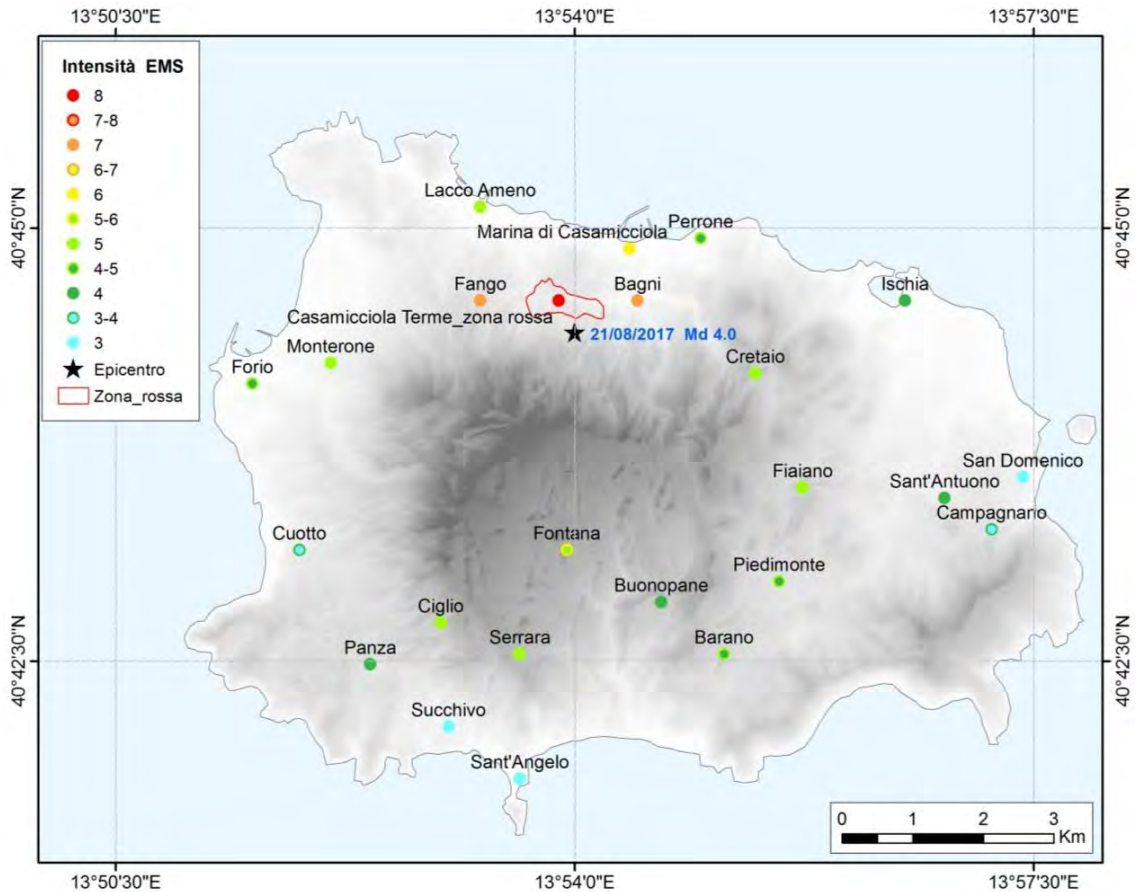 13°50'30"E
13°54'0"E
13°57'30"E
Intensità EMS
8
7-8
7
6-7
6
5-6
5
4-5
4
3-4
3
Epicentro
Zona_rossa
40°45'0"N
40°45'0"N
Lacco Ameno
Marina di Casamicciola
Perrone
Fango
Bagni
Ischia
Casamicciola Terme_zona rossa
21/08/2017 Md 4.0
Monterone
Cretaio
Forio
Fiaiano
San Domenico
Sant'Antuono
Campagnano
Cuotto
Fontana
Piedimonte
Buonopane
Ciglio
Serrara
Barano
Panza
40°42'30"N
40°42'30"N
Succhivo
Sant'Angelo
0 1 2 3
Km
13°50'30"E
13°54'0"E
13°57'30"E